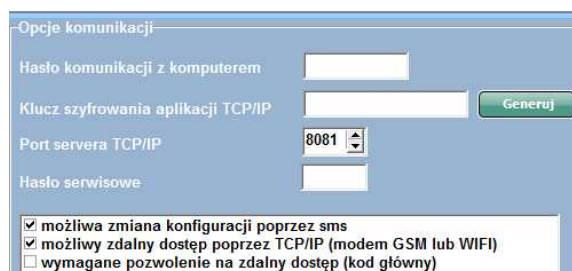 Opcje komunikacji
Hasło komunikacji z komputerem
Klucz szyfrowania aplikacji TCP/IP Generuj
Port servera TCP/IP 8081
Hasło serwisowe
możliwa zmiana konfiguracji poprzez sms
możliwy zdalny dostęp poprzez TCP/IP (modem GSM lub WIFI)
wymagane pozwolenie na zdalny dostęp (kod główny)